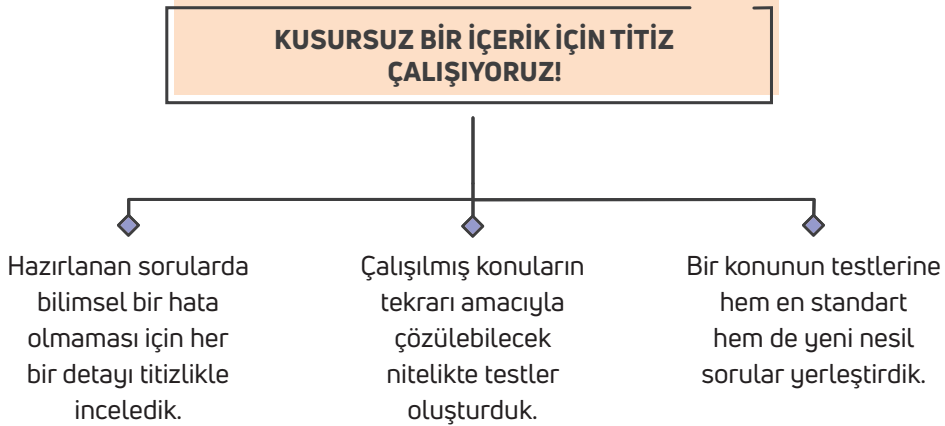 KUSURSUZ BİR İÇERİK İÇİN TİTİZ
ÇALIŞIYORUZ!
Hazırlanan sorularda
bilimsel bir hata
olmaması için her
bir detayı titizlikle
inceledik.
Çalışılmış konuların
tekrarı amacıyla
çözülebilecek
nitelikte testler
oluşturduk.
Bir konunun testlerine
hem en standart
hem de yeni nesil
sorular yerleştirdik.